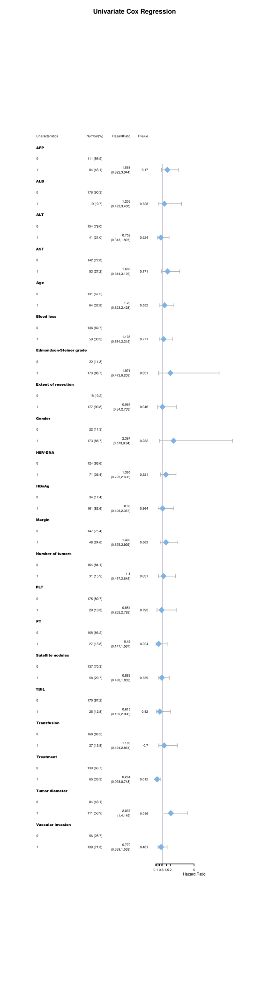 Univariate Cox Regression
Characteristics Number(%) HazardRatio Pvalue
AFP
0 111 (56.9)
1 84 (43.1) 1.581 (0.822,3.044) 0.17
ALB
0 176 (90.3)
1 19 ( 9.7) 1.203 (0.425,3.405) 0.728
ALT
0 154 (79.0)
1 41 (21.0) 0.752 (0.313,1.807) 0.524
AST
0 142 (72.8)
1 53 (27.2) 1.608 (0.814,3.176) 0.171
Age
0 131 (67.2)
1 64 (32.8) 1.23 (0.623,2.428) 0.552
Blood loss
0 136 (69.7)
1 59 (30.3) 1.108 (0.554,2.219) 0.771
Edmondson-Steiner grade
0 22 (11.3)
1 173 (88.7) 1.971 (0.473,8.209) 0.351
Extent of resection
0 18 ( 9.2)
1 177 (90.8) 0.964 (0.34,2.733) 0.946
Gender
0 22 (11.3)
1 173 (88.7) 2.387 (0.573,9.94) 0.232
HBV-DNA
0 124 (63.6)
1 71 (36.4) 1.395 (0.723,2.693) 0.321
HBsAg
0 34 (17.4)
1 161 (82.6) 0.98 (0.408,2.357) 0.964
Margin
0 147 (75.4)
1 48 (24.6) 1.406 (0.675,2.929) 0.363
Number of tumors
0 164 (84.1)
1 31 (15.9) 1.1 (0.457,2.645) 0.831
PLT
0 175 (89.7)
1 20 (10.3) 0.854 (0.262,2.792) 0.795
PT
0 168 (86.2)
1 27 (13.8) 0.48 (0.147,1.567) 0.224
Satellite nodules
0 137 (70.3)
1 58 (29.7) 0.883 (0.426,1.832) 0.739
TBIL
0 170 (87.2)
1 25 (12.8) 0.615 (0.189,2.006) 0.42
Transfusion
0 168 (86.2)
1 27 (13.8) 1.189 (0.494,2.861) 0.7
Treatment
0 130 (66.7)
1 65 (33.3) 0.264 (0.093,0.748) 0.012
Tumor diameter
0 84 (43.1)
1 111 (56.9) 2.037 (1,4.149) 0.046
Vascular invasion
0 56 (28.7)
1 139 (71.3) 0.779 (0.389,1.559) 0.481
0.1 0.8 1.5 2 5
Hazard Ratio